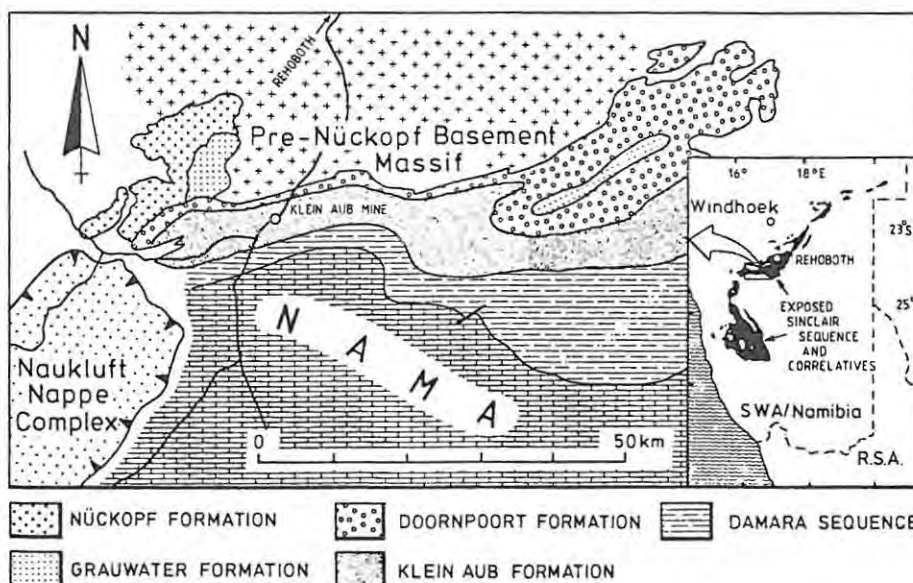 N
REHOBOTH
Pre-Nückopf Basement
Massif
KLEIN AUB MINE
Naukluft
Nappe
Complex
NAMA
0
50km
16°
18°E
Windhoek
23°S
REHOBOTH
25°
EXPOSED
SINCLAIR
SEQUENCE
AND
CORRELATIVES
SWA/Namibia
R.S.A.
NÜCKOPF FORMATION
DOORNPOORT FORMATION
DAMARA SEQUENCE
GRAUWATER FORMATION
KLEIN AUB FORMATION